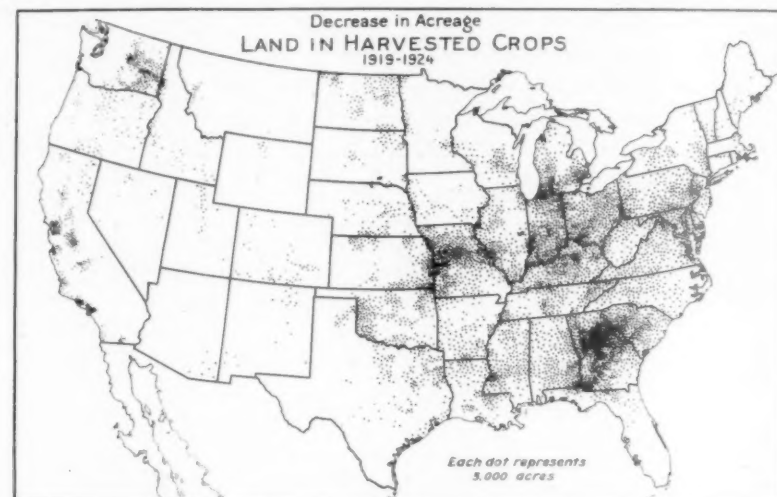 Decrease in Acreage
LAND IN HARVESTED CROPS
1919-1924
Each dot represents
5,000 acres